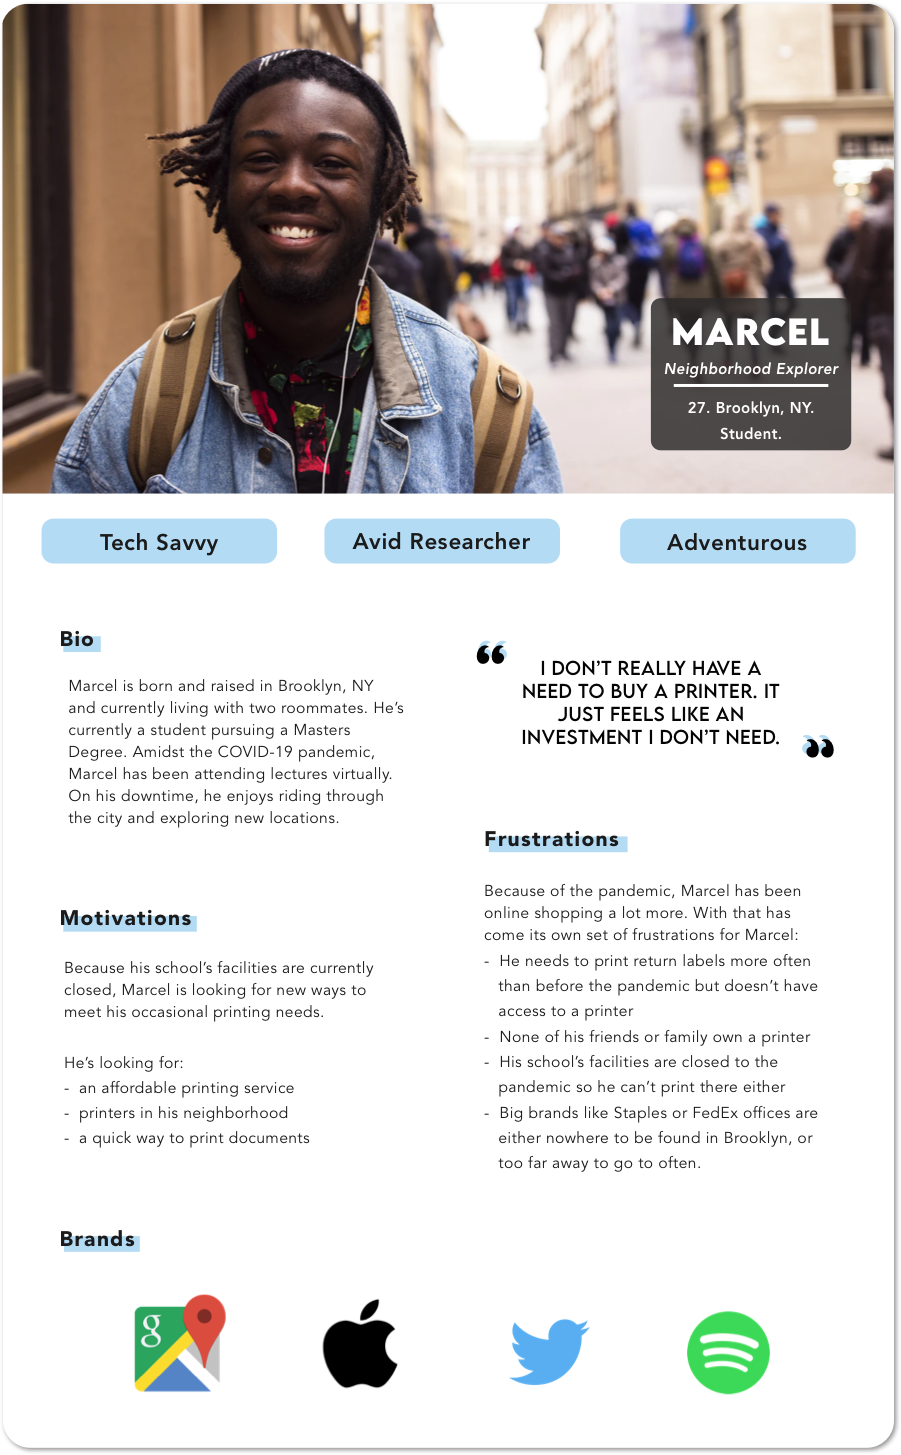 MARCEL
Neighborhood Explorer
27. Brooklyn, NY.
Student.
Tech Savvy
Avid Researcher
Adventurous
Bio
Marcel is born and raised in Brooklyn, NY
and currently living with two roommates. He’s
currently a student pursuing a Masters
Degree. Amidst the COVID-19 pandemic,
Marcel has been attending lectures virtually.
On his downtime, he enjoys riding through
the city and exploring new locations.
“
I DON’T REALLY HAVE A
NEED TO BUY A PRINTER. IT
JUST FEELS LIKE AN
INVESTMENT I DON’T NEED.
”
Motivations
Because his school’s facilities are currently
closed, Marcel is looking for new ways to
meet his occasional printing needs.
He’s looking for:
- an affordable printing service
- printers in his neighborhood
- a quick way to print documents
Frustrations
Because of the pandemic, Marcel has been
online shopping a lot more. With that has
come its own set of frustrations for Marcel:
- He needs to print return labels more often
than before the pandemic but doesn’t have
access to a printer
- None of his friends or family own a printer
- His school’s facilities are closed to the
pandemic so he can’t print there either
- Big brands like Staples or FedEx offices are
either nowhere to be found in Brooklyn, or
too far away to go to often.
Brands
g